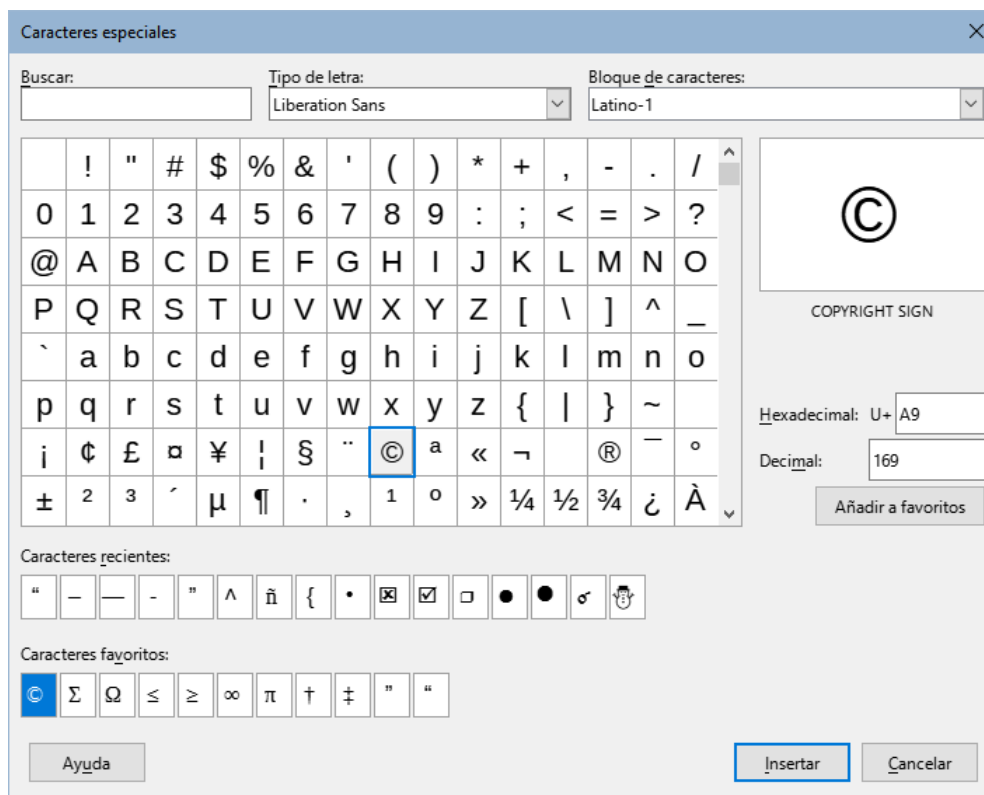 Caracteres especiales
Buscar:
Tipo de letra:
Bloque de caracteres:
Liberation Sans
Latino-1
! " # $ % & ' ( ) * + , - . /
0 1 2 3 4 5 6 7 8 9 : ; < = > ?
@ A B C D E F G H I J K L M N O
P Q R S T U V W X Y Z [ \ ] ^ _
` a b c d e f g h i j k l m n o
p q r s t u v w x y z { | } ~
¡ ¢ £ ¤ ¥ ¦ § ¨ © ª « ¬ ® ¯ °
± ² ³ ´ µ ¶ · ¸ ¹ º » ¼ ½ ¾ ¿ À
©
COPYRIGHT SIGN
Hexadecimal: U+ A9
Decimal: 169
Añadir a favoritos
Caracteres recientes:
“ – — - ” ^ ñ { • ☒ ☑ ❒ ● ⚫ ☌ ☃
Caracteres favoritos:
© Σ Ω ≤ ≥ ∞ π † ‡ ” “
Ayuda
Insertar
Cancelar